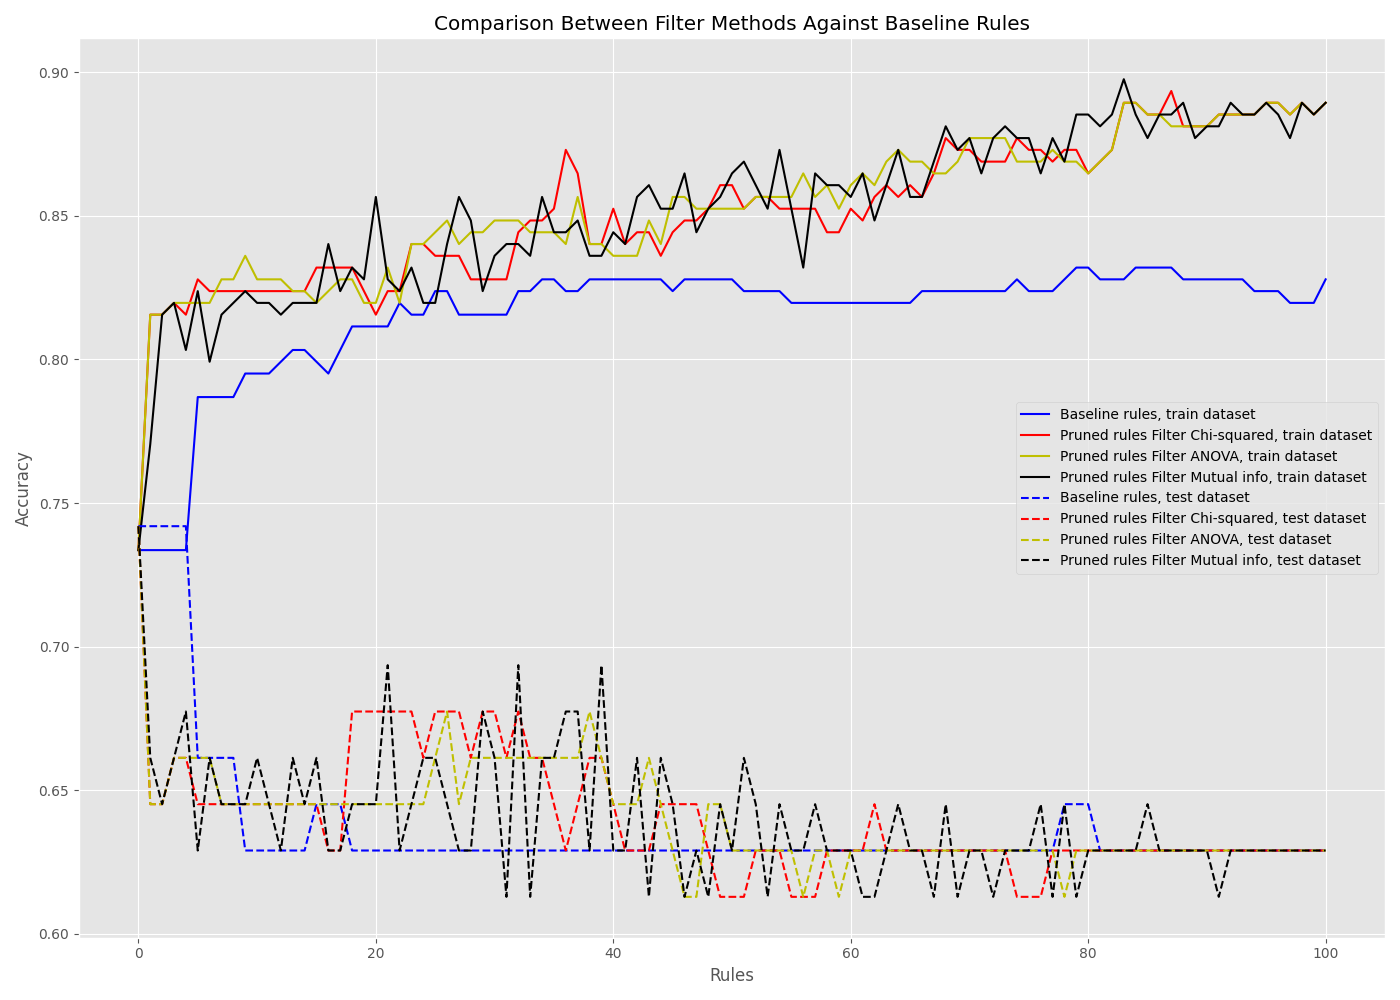 Comparison Between Filter Methods Against Baseline Rules
0.90
0.85
0.80
0.75
0.70
0.65
0.60
Accuracy
Baseline rules, train dataset
Pruned rules Filter Chi-squared, train dataset
Pruned rules Filter ANOVA, train dataset
Pruned rules Filter Mutual info, train dataset
Baseline rules, test dataset
Pruned rules Filter Chi-squared, test dataset
Pruned rules Filter ANOVA, test dataset
Pruned rules Filter Mutual info, test dataset
0 20 40 60 80 100
Rules